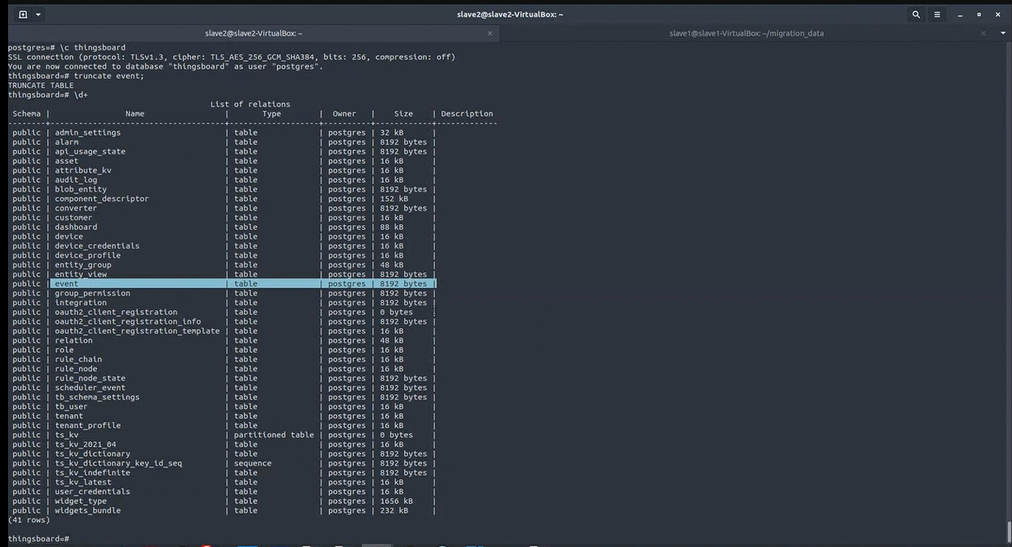 slave2@slave2-VirtualBox: ~
slave2@slave2-VirtualBox: ~ × slave1@slave1-VirtualBox: ~/migration_data ×
postgres=# \c thingsboard
SSL connection (protocol: TLSv1.3, cipher: TLS_AES_256_GCM_SHA384, bits: 256, compression: off)
You are now connected to database "thingsboard" as user "postgres".
thingsboard=# truncate event;
TRUNCATE TABLE
thingsboard=# \d+
List of relations
Schema | Name | Type | Owner | Size | Description
--------+------------------------------------+-------------------+----------+------------+-------------
public | admin_settings | table | postgres | 32 kB |
public | alarm | table | postgres | 8192 bytes |
public | api_usage_state | table | postgres | 8192 bytes |
public | asset | table | postgres | 16 kB |
public | attribute_kv | table | postgres | 16 kB |
public | audit_log | table | postgres | 16 kB |
public | blob_entity | table | postgres | 8192 bytes |
public | component_descriptor | table | postgres | 152 kB |
public | converter | table | postgres | 8192 bytes |
public | customer | table | postgres | 16 kB |
public | dashboard | table | postgres | 88 kB |
public | device | table | postgres | 16 kB |
public | device_credentials | table | postgres | 16 kB |
public | device_profile | table | postgres | 16 kB |
public | entity_group | table | postgres | 48 kB |
public | entity_view | table | postgres | 8192 bytes |
public | event | table | postgres | 8192 bytes |
public | group_permission | table | postgres | 8192 bytes |
public | integration | table | postgres | 8192 bytes |
public | oauth2_client_registration | table | postgres | 0 bytes |
public | oauth2_client_registration_info | table | postgres | 8192 bytes |
public | oauth2_client_registration_template | table | postgres | 16 kB |
public | relation | table | postgres | 48 kB |
public | role | table | postgres | 16 kB |
public | rule_chain | table | postgres | 16 kB |
public | rule_node | table | postgres | 16 kB |
public | rule_node_state | table | postgres | 8192 bytes |
public | scheduler_event | table | postgres | 8192 bytes |
public | tb_schema_settings | table | postgres | 8192 bytes |
public | tb_user | table | postgres | 16 kB |
public | tenant | table | postgres | 16 kB |
public | tenant_profile | table | postgres | 16 kB |
public | ts_kv | partitioned table | postgres | 0 bytes |
public | ts_kv_2021_04 | table | postgres | 16 kB |
public | ts_kv_dictionary | table | postgres | 8192 bytes |
public | ts_kv_dictionary_key_id_seq | sequence | postgres | 8192 bytes |
public | ts_kv_indefinite | table | postgres | 8192 bytes |
public | ts_kv_latest | table | postgres | 16 kB |
public | user_credentials | table | postgres | 16 kB |
public | widget_type | table | postgres | 1656 kB |
public | widgets_bundle | table | postgres | 232 kB |
(41 rows)
thingsboard=#